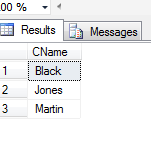 00 %
Results Messages
CName
1 Black
2 Jones
3 Martin